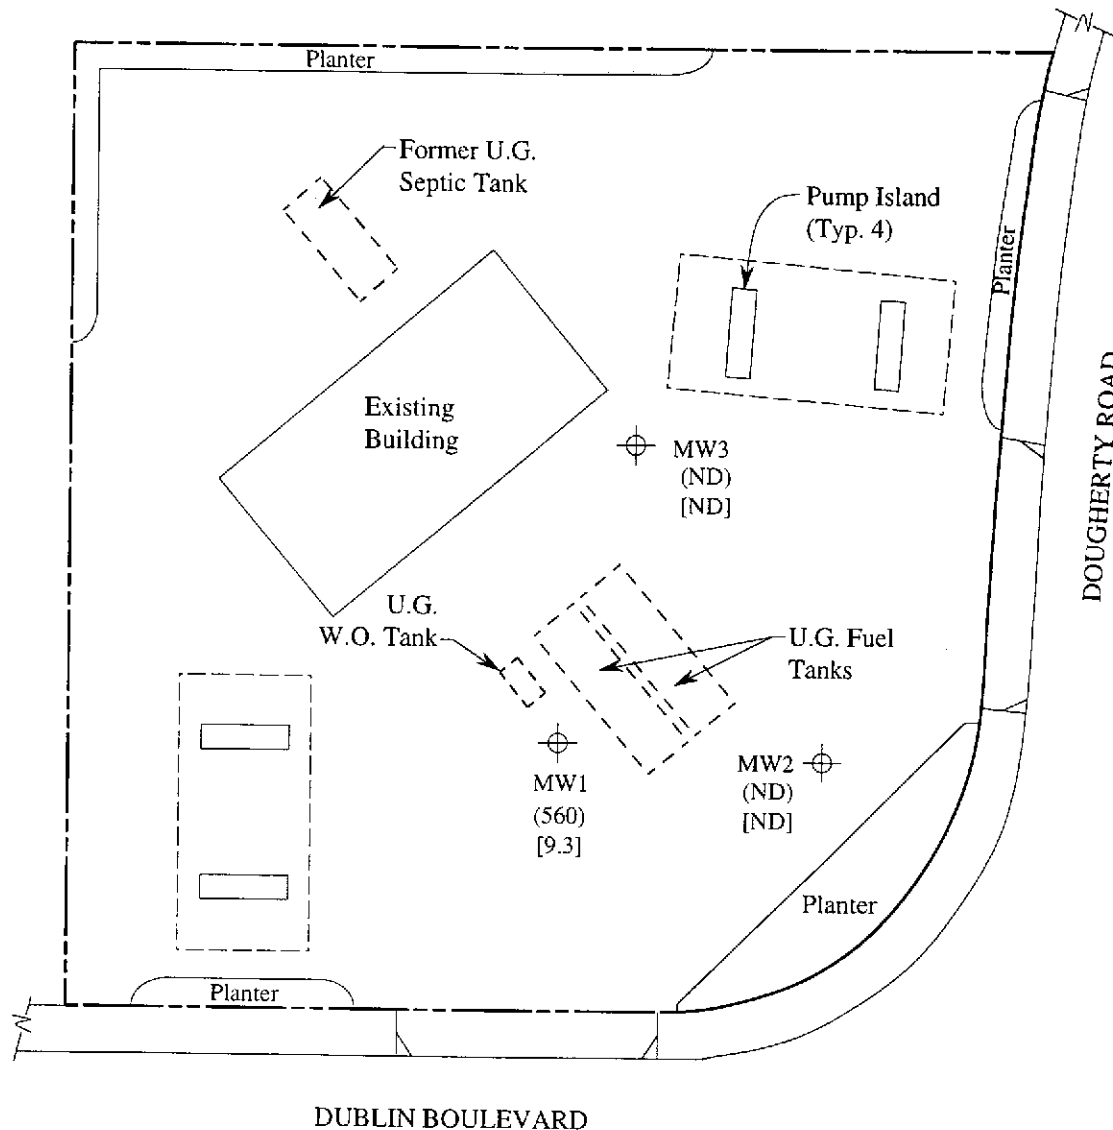 Planter
Former U.G.
Septic Tank
Pump Island
(Typ. 4)
Planter
Existing
Building
MW3
(ND)
[ND]
DOUGHERTY ROAD
U.G.
W.O. Tank
U.G. Fuel
Tanks
MW1
(560)
[9.3]
MW2
(ND)
[ND]
Planter
Planter
DUBLIN BOULEVARD